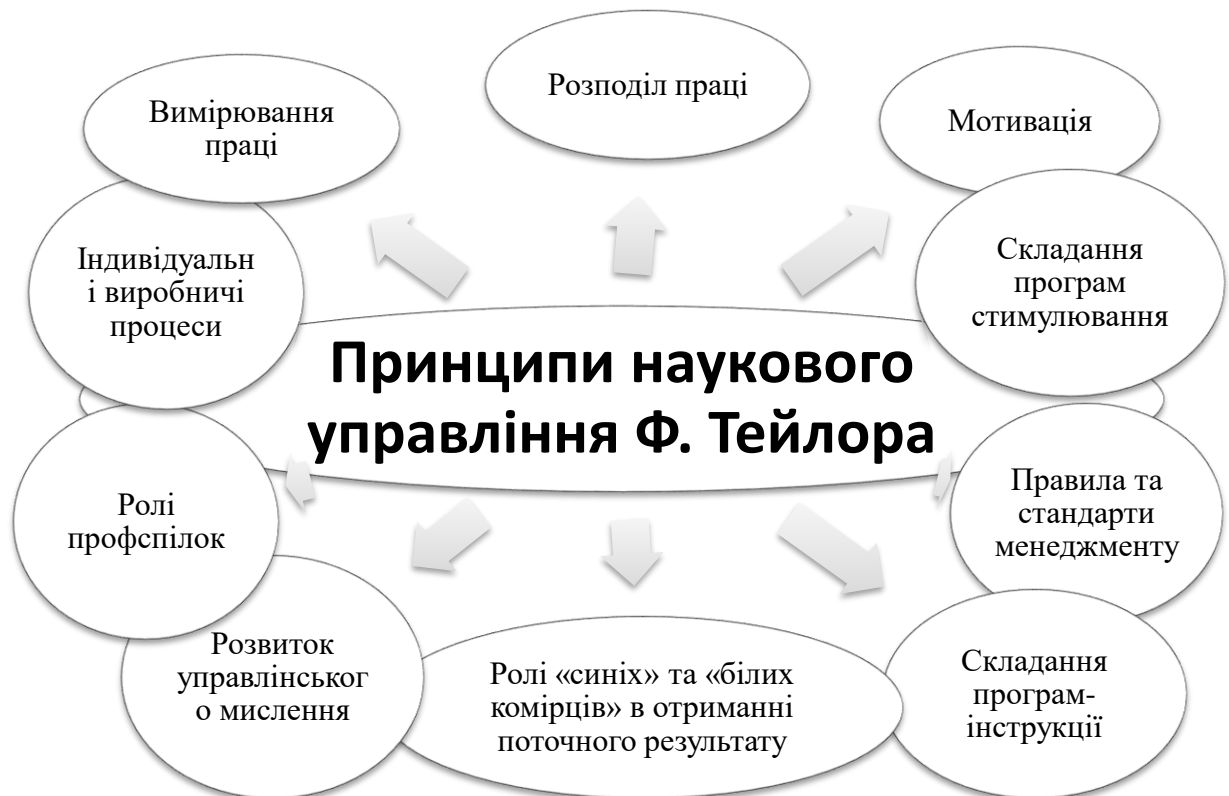 Розподіл праці
Вимірювання
праці
Мотивація
Індивідуальн
і виробничі
процеси
Складання
програм
стимулювання
Принципи наукового
управління Ф. Тейлора
Ролі
профспілок
Правила та
стандарти
менеджменту
Розвиток
управлінськог
о мислення
Ролі «синіх» та «білих
комірців» в отриманні
поточного результату
Складання
програм-
інструкції